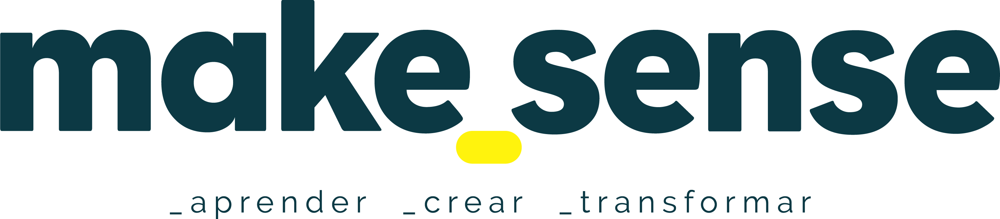 make_sense
_aprender _crear _transformar